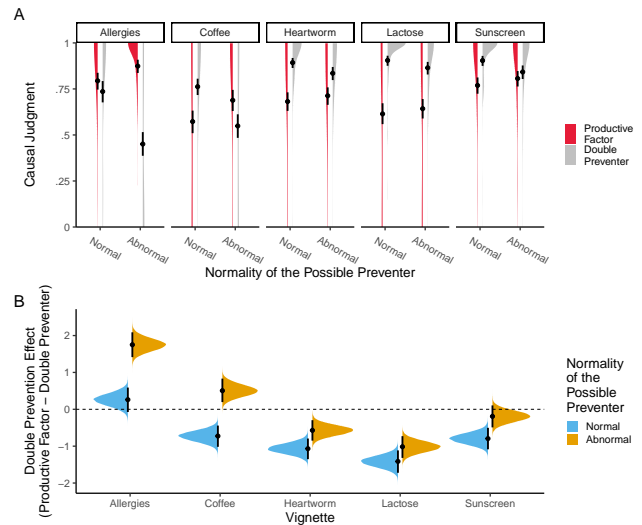 A
Allergies
Coffee
Heartworm
Lactose
Sunscreen
Causal Judgment
1
.75
.5
.25
0
Normal
Abnormal
Normal
Abnormal
Normal
Abnormal
Normal
Abnormal
Normal
Abnormal
Normality of the Possible Preventer
Productive
Factor
Double
Preventer
B
Double Prevention Effect
(Productive Factor − Double Preventer)
2
1
0
−1
−2
Allergies
Coffee
Heartworm
Lactose
Sunscreen
Vignette
Normality
of the
Possible
Preventer
Normal
Abnormal